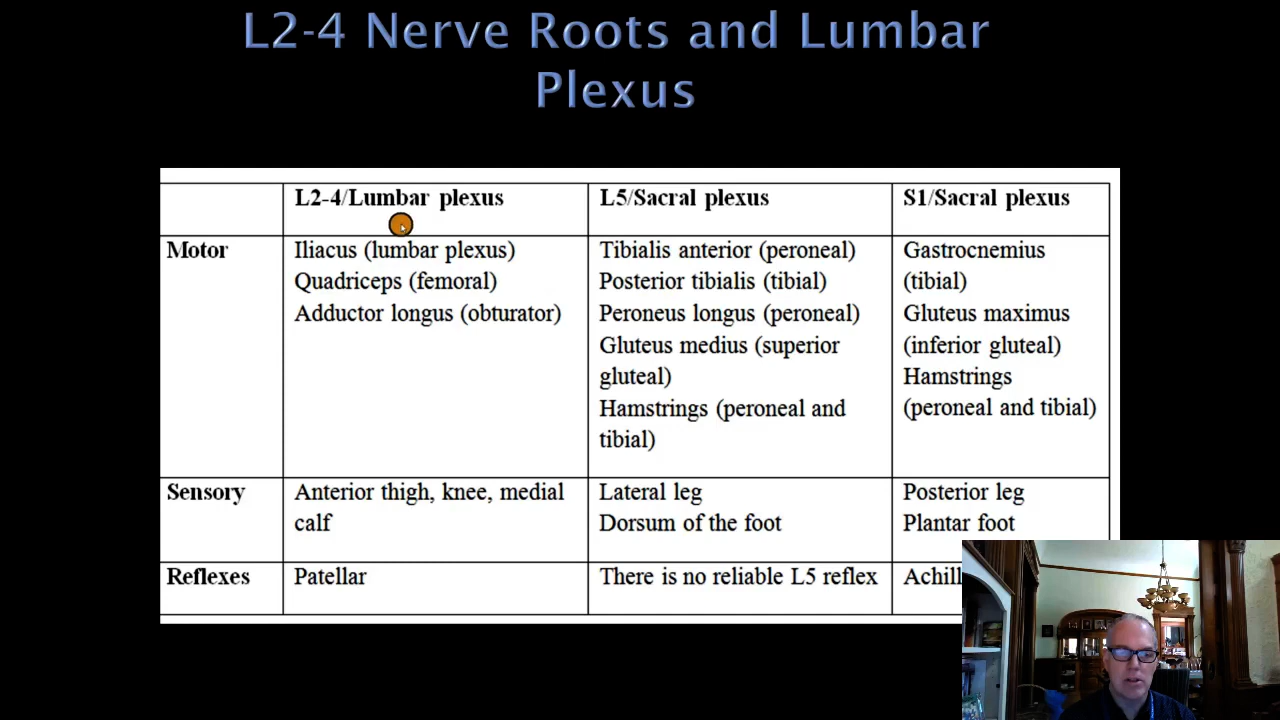 L2-4 Nerve Roots and Lumbar
Plexus
L2-4/Lumbar plexus
L5/Sacral plexus
S1/Sacral plexus
Motor
Iliacus (lumbar plexus)
Quadriceps (femoral)
Adductor longus (obturator)
Tibialis anterior (peroneal)
Posterior tibialis (tibial)
Peroneus longus (peroneal)
Gluteus medius (superior
gluteal)
Hamstrings (peroneal and
tibial)
Gastrocnemius
(tibial)
Gluteus maximus
(inferior gluteal)
Hamstrings
(peroneal and tibial)
Sensory
Anterior thigh, knee, medial
calf
Lateral leg
Dorsum of the foot
Posterior leg
Plantar foot
Reflexes
Patellar
There is no reliable L5 reflex